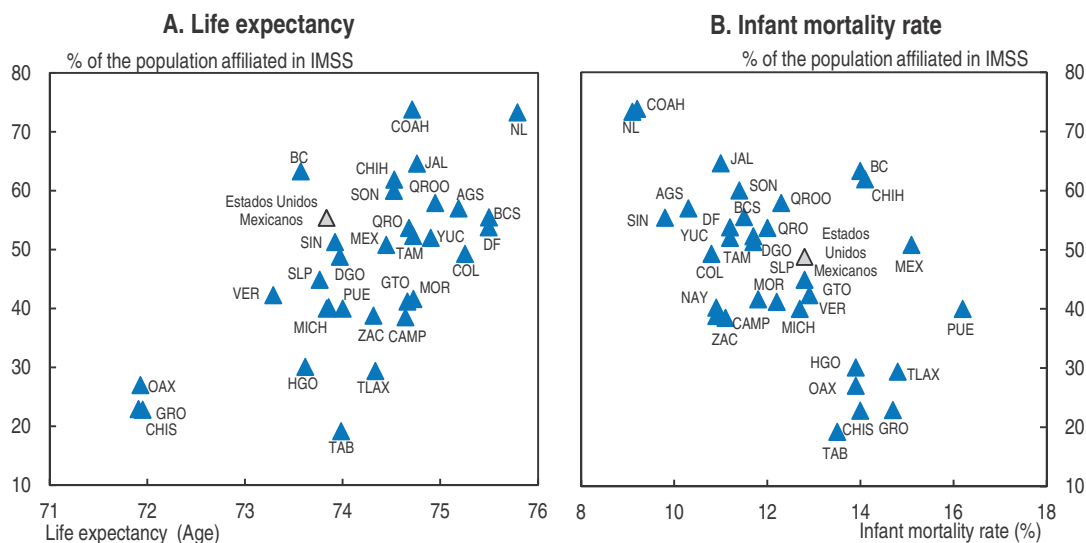 A. Life expectancy
% of the population affiliated in IMSS
80
70
60
50
40
30
20
10
COAH
NL
BC
CHIH
JAL
SON
QROO
AGS
Estados Unidos
Mexicanos
BCS
QRO
SIN
MEX
TAM
YUC
DF
SLP
DGO
COL
VER
PUE
GTO
MOR
MICH
ZAC
CAMP
HGO
TLAX
OAX
GRO
CHIS
TAB
71
72
73
74
75
76
Life expectancy (Age)
B. Infant mortality rate
% of the population affiliated in IMSS
80
70
60
50
40
30
20
10
COAH
NL
JAL
BC
SON
CHIH
AGS
QROO
SIN
DF
BCS
QRO
YUC
DGO
Estados
Unidos
Mexicanos
COL
TAM
SLP
MEX
MOR
GTO
NAY
VER
CAMP
MICH
ZAC
PUE
HGO
TLAX
OAX
CHIS
GRO
TAB
8
10
12
14
16
18
Infant mortality rate (%)